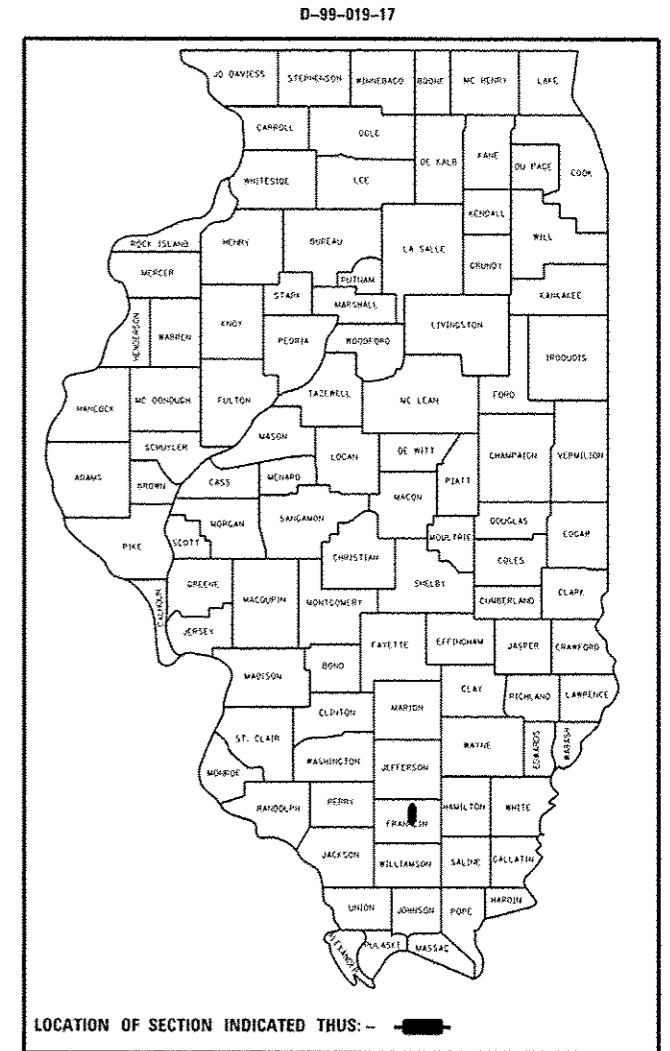 D-99-019-17
JO DAVIESS STEPHENSON WINNEBAGO BOONE MC HENRY LAKE
CARROLL OGLE DE KALB KANE DU PAGE COOK
WHITESIDE LEE
KENDALL
ROCK ISLAND HENRY BUREAU LA SALLE GRUNDY WILL
MERCER PUTNAM
STARK MARSHALL KANKAKEE
HENDERSON WARREN KNOX PEORIA WOODFORD LIVINGSTON IROQUOIS
HANCOCK MC DONOUGH FULTON TAZEWELL MC LEAN FORD
MASON
SCHUYLER LOGAN DE WITT CHAMPAIGN VERMILION
ADAMS BROWN CASS MENARD MACON PIATT
PIKE SCOTT MORGAN SANGAMON CHRISTIAN MOULTRIE DOUGLAS EDGAR
COLES
CALHOUN GREENE MACOUPIN MONTGOMERY SHELBY CUMBERLAND CLARK
JERSEY FAYETTE EFFINGHAM JASPER CRAWFORD
MADISON BOND
CLAY RICHLAND LAWRENCE
CLINTON MARION
ST. CLAIR WAYNE EDWARDS WABASH
MONROE WASHINGTON JEFFERSON
RANDOLPH PERRY FRANKLIN HAMILTON WHITE
JACKSON WILLIAMSON SALINE GALLATIN
UNION JOHNSON POPE HARDIN
ALEXANDER PULASKI MASSAC
LOCATION OF SECTION INDICATED THUS: -